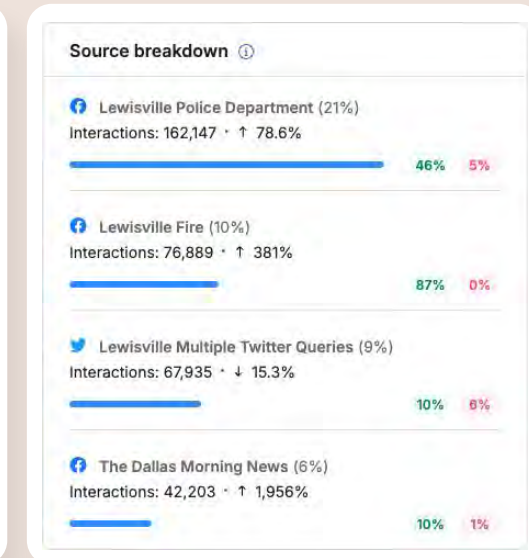 Source breakdown
Lewisville Police Department (21%)
Interactions: 162,147 · ↑ 78.6%
46% 5%
Lewisville Fire (10%)
Interactions: 76,889 · ↑ 381%
87% 0%
Lewisville Multiple Twitter Queries (9%)
Interactions: 67,935 · ↓ 15.3%
10% 6%
The Dallas Morning News (6%)
Interactions: 42,203 · ↑ 1,956%
10% 1%